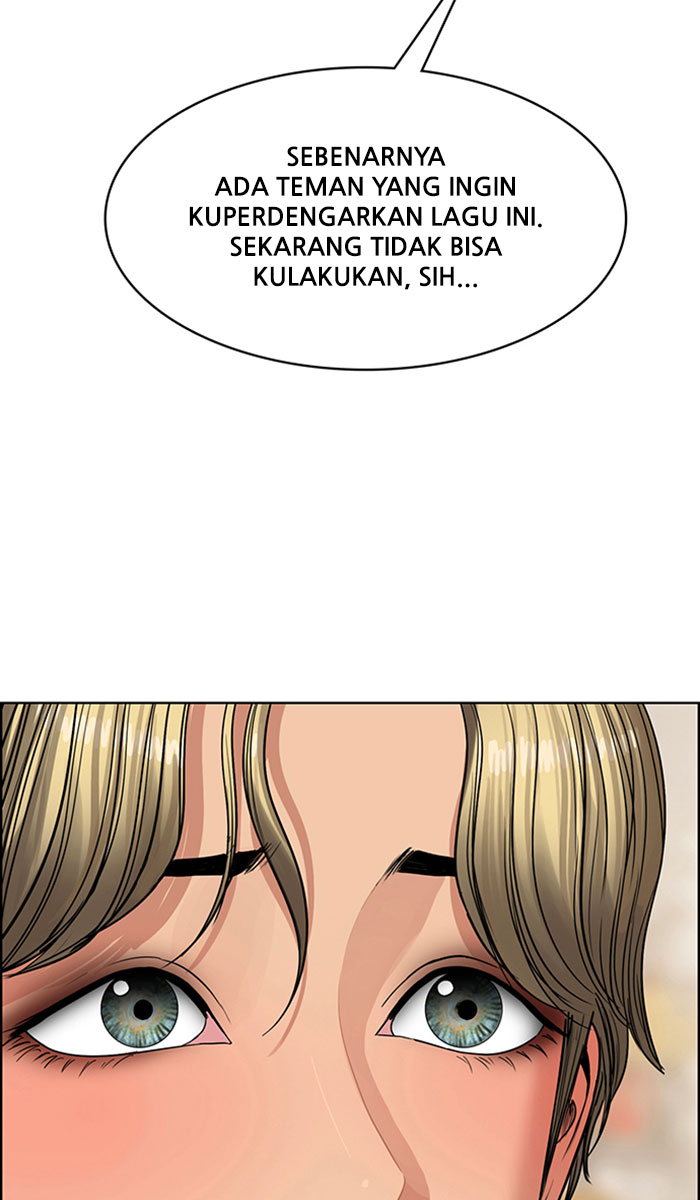 SEBENARNYA
ADA TEMAN YANG INGIN
KUPERDENGARKAN LAGU INI.
SEKARANG TIDAK BISA
KULAKUKAN, SIH...